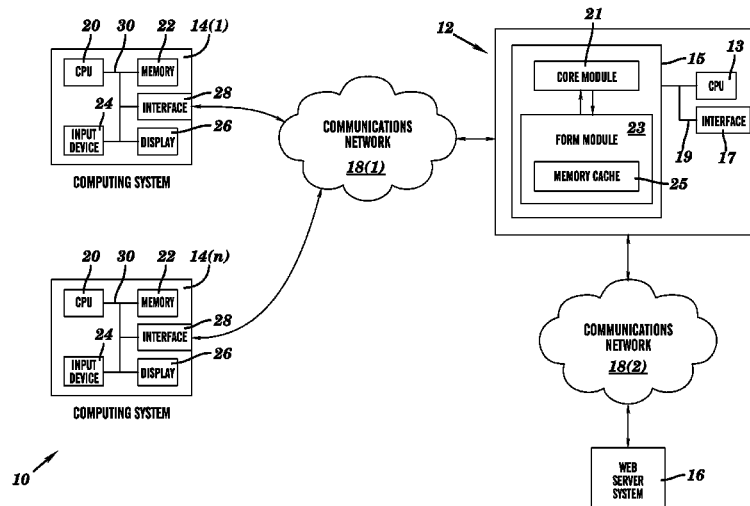 20 30 22 14(1)
CPU MEMORY
28
INTERFACE
24
INPUT
DEVICE
26
DISPLAY
COMPUTING SYSTEM
20 30 22 14(n)
CPU MEMORY
28
INTERFACE
24
INPUT
DEVICE
26
DISPLAY
COMPUTING SYSTEM
10
COMMUNICATIONS
NETWORK
18(1)
12
21
15
13
CORE MODULE
CPU
23
FORM MODULE
INTERFACE
19
17
MEMORY CACHE
25
COMMUNICATIONS
NETWORK
18(2)
WEB
SERVER
SYSTEM
16